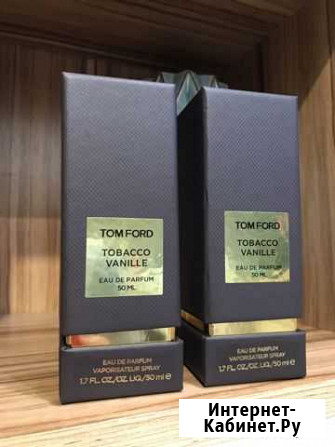 TOM FORD
TOBACCO
VANILLE
EAU DE PARFUM
50 ML
EAU DE PARFUM
VAPORISATEUR SPRAY
1.7 FL.OZ./OZ. LIQ/50 ml e
TOM FORD
TOBACCO
VANILLE
EAU DE PARFUM
50 ML
EAU DE PARFUM
VAPORISATEUR SPRAY
1.7 FL.OZ./OZ. LIQ/50 ml e
Интернет-
Кабинет.Ру